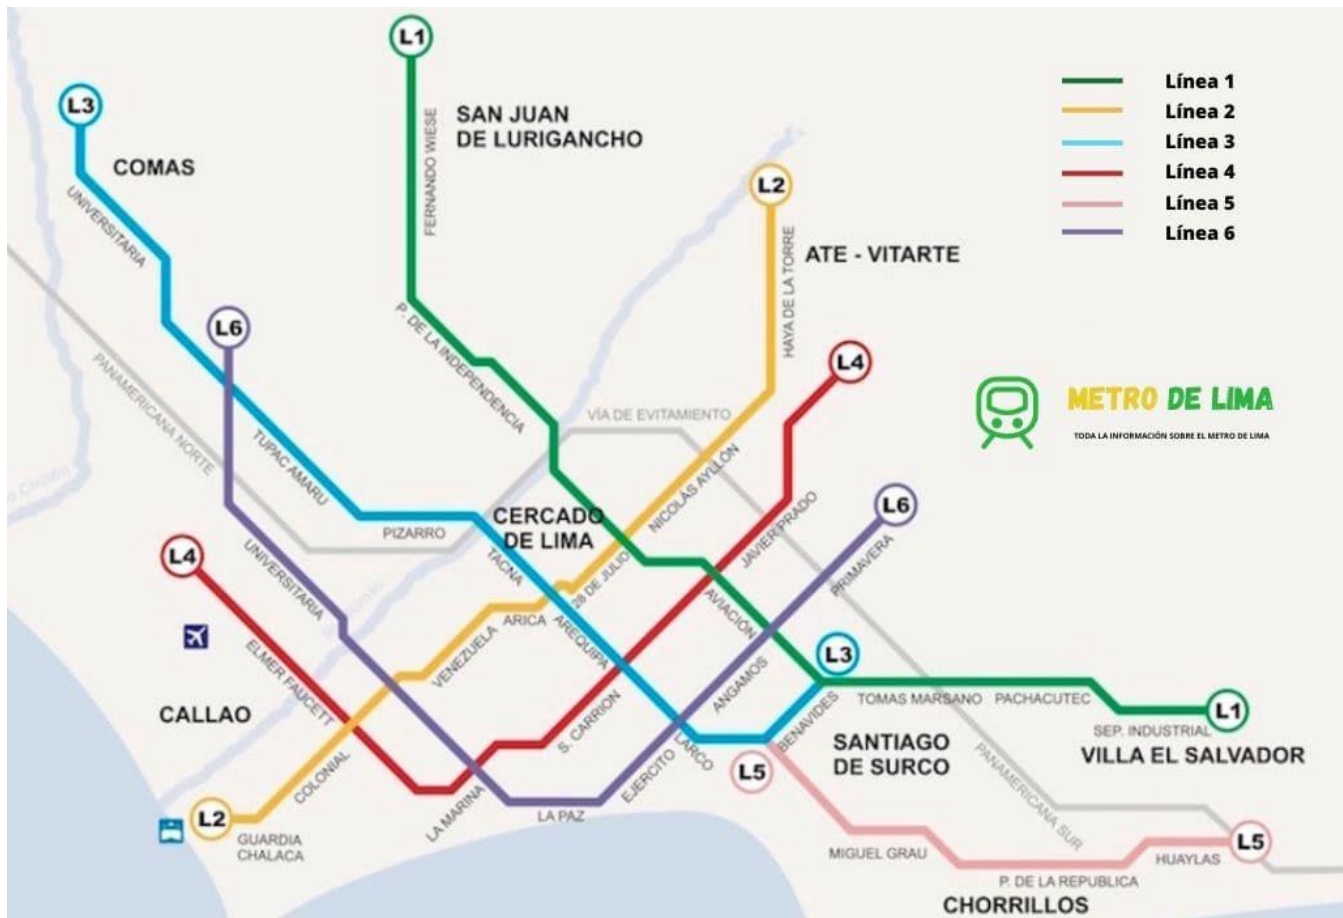 L1
L3
SAN JUAN
DE LURIGANCHO
FERNANDO WIESE
COMAS
UNIVERSITARIA
Línea 1
Línea 2
Línea 3
Línea 4
Línea 5
Línea 6
L2
ATE - VITARTE
HAYA DE LA TORRE
L6
P. DE LA INDEPENDENCIA
L4
PANAMERICANA NORTE
VÍA DE EVITAMIENTO
METRO DE LIMA
TODA LA INFORMACIÓN SOBRE EL METRO DE LIMA
TUPAC AMARU
NICOLÁS AYLLÓN
L6
PIZARRO
CERCADO
DE LIMA
TACNA
JAVIER PRADO
PRIMAVERA
L4
UNIVERSITARIA
28 DE JULIO
ARICA
AREQUIPA
AVIACIÓN
VENEZUELA
ELMER FAUCETT
L3
CALLAO
S. CARRION
ANGAMOS
BENAVIDES
TOMAS MARSANO
PACHACUTEC
L1
SEP. INDUSTRIAL
VILLA EL SALVADOR
SANTIAGO
DE SURCO
LARCO
L5
COLONIAL
EJERCITO
LA MARINA
LA PAZ
PANAMERICANA SUR
L2
GUARDIA
CHALACA
MIGUEL GRAU
HUAYLAS
L5
P. DE LA REPUBLICA
CHORRILLOS